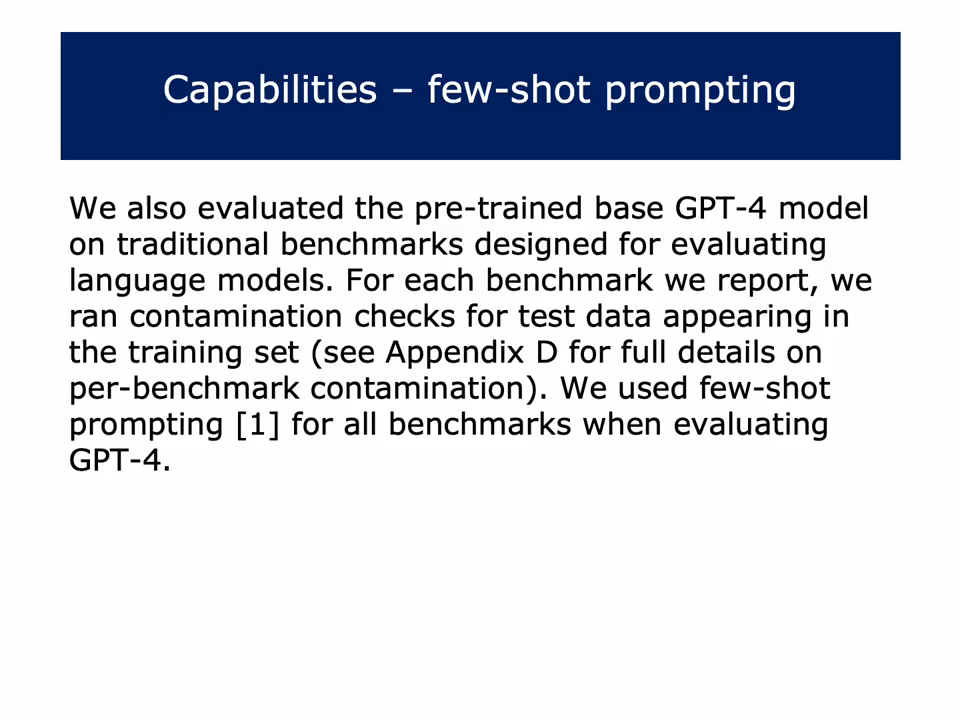 Capabilities – few-shot prompting
We also evaluated the pre-trained base GPT-4 model
on traditional benchmarks designed for evaluating
language models. For each benchmark we report, we
ran contamination checks for test data appearing in
the training set (see Appendix D for full details on
per-benchmark contamination). We used few-shot
prompting [1] for all benchmarks when evaluating
GPT-4.